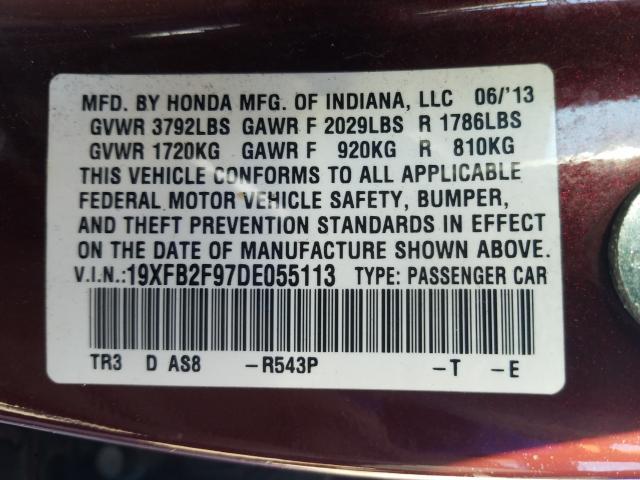 MFD. BY HONDA MFG. OF INDIANA, LLC 06/'13
GVWR 3792LBS GAWR F 2029LBS R 1786LBS
GVWR 1720KG GAWR F 920KG R 810KG
THIS VEHICLE CONFORMS TO ALL APPLICABLE
FEDERAL MOTOR VEHICLE SAFETY, BUMPER,
AND THEFT PREVENTION STANDARDS IN EFFECT
ON THE DATE OF MANUFACTURE SHOWN ABOVE.
V.I.N.:19XFB2F97DE055113 TYPE: PASSENGER CAR
TR3 D AS8 –R543P –T –E